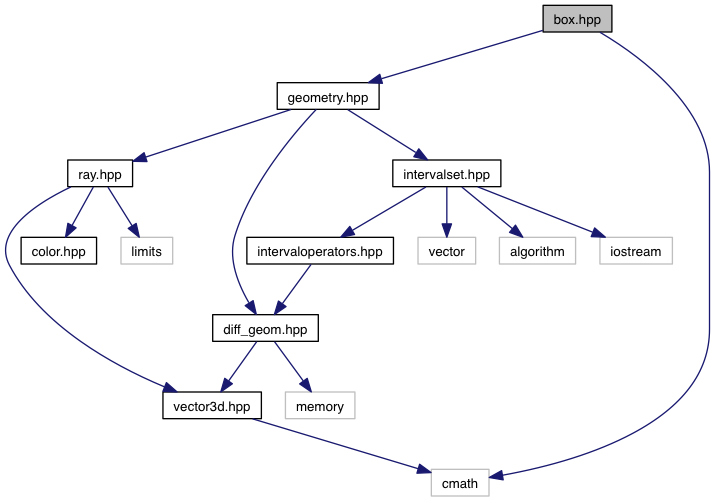 box.hpp
geometry.hpp
ray.hpp
intervalset.hpp
color.hpp
limits
intervaloperators.hpp
vector
algorithm
iostream
diff_geom.hpp
vector3d.hpp
memory
cmath